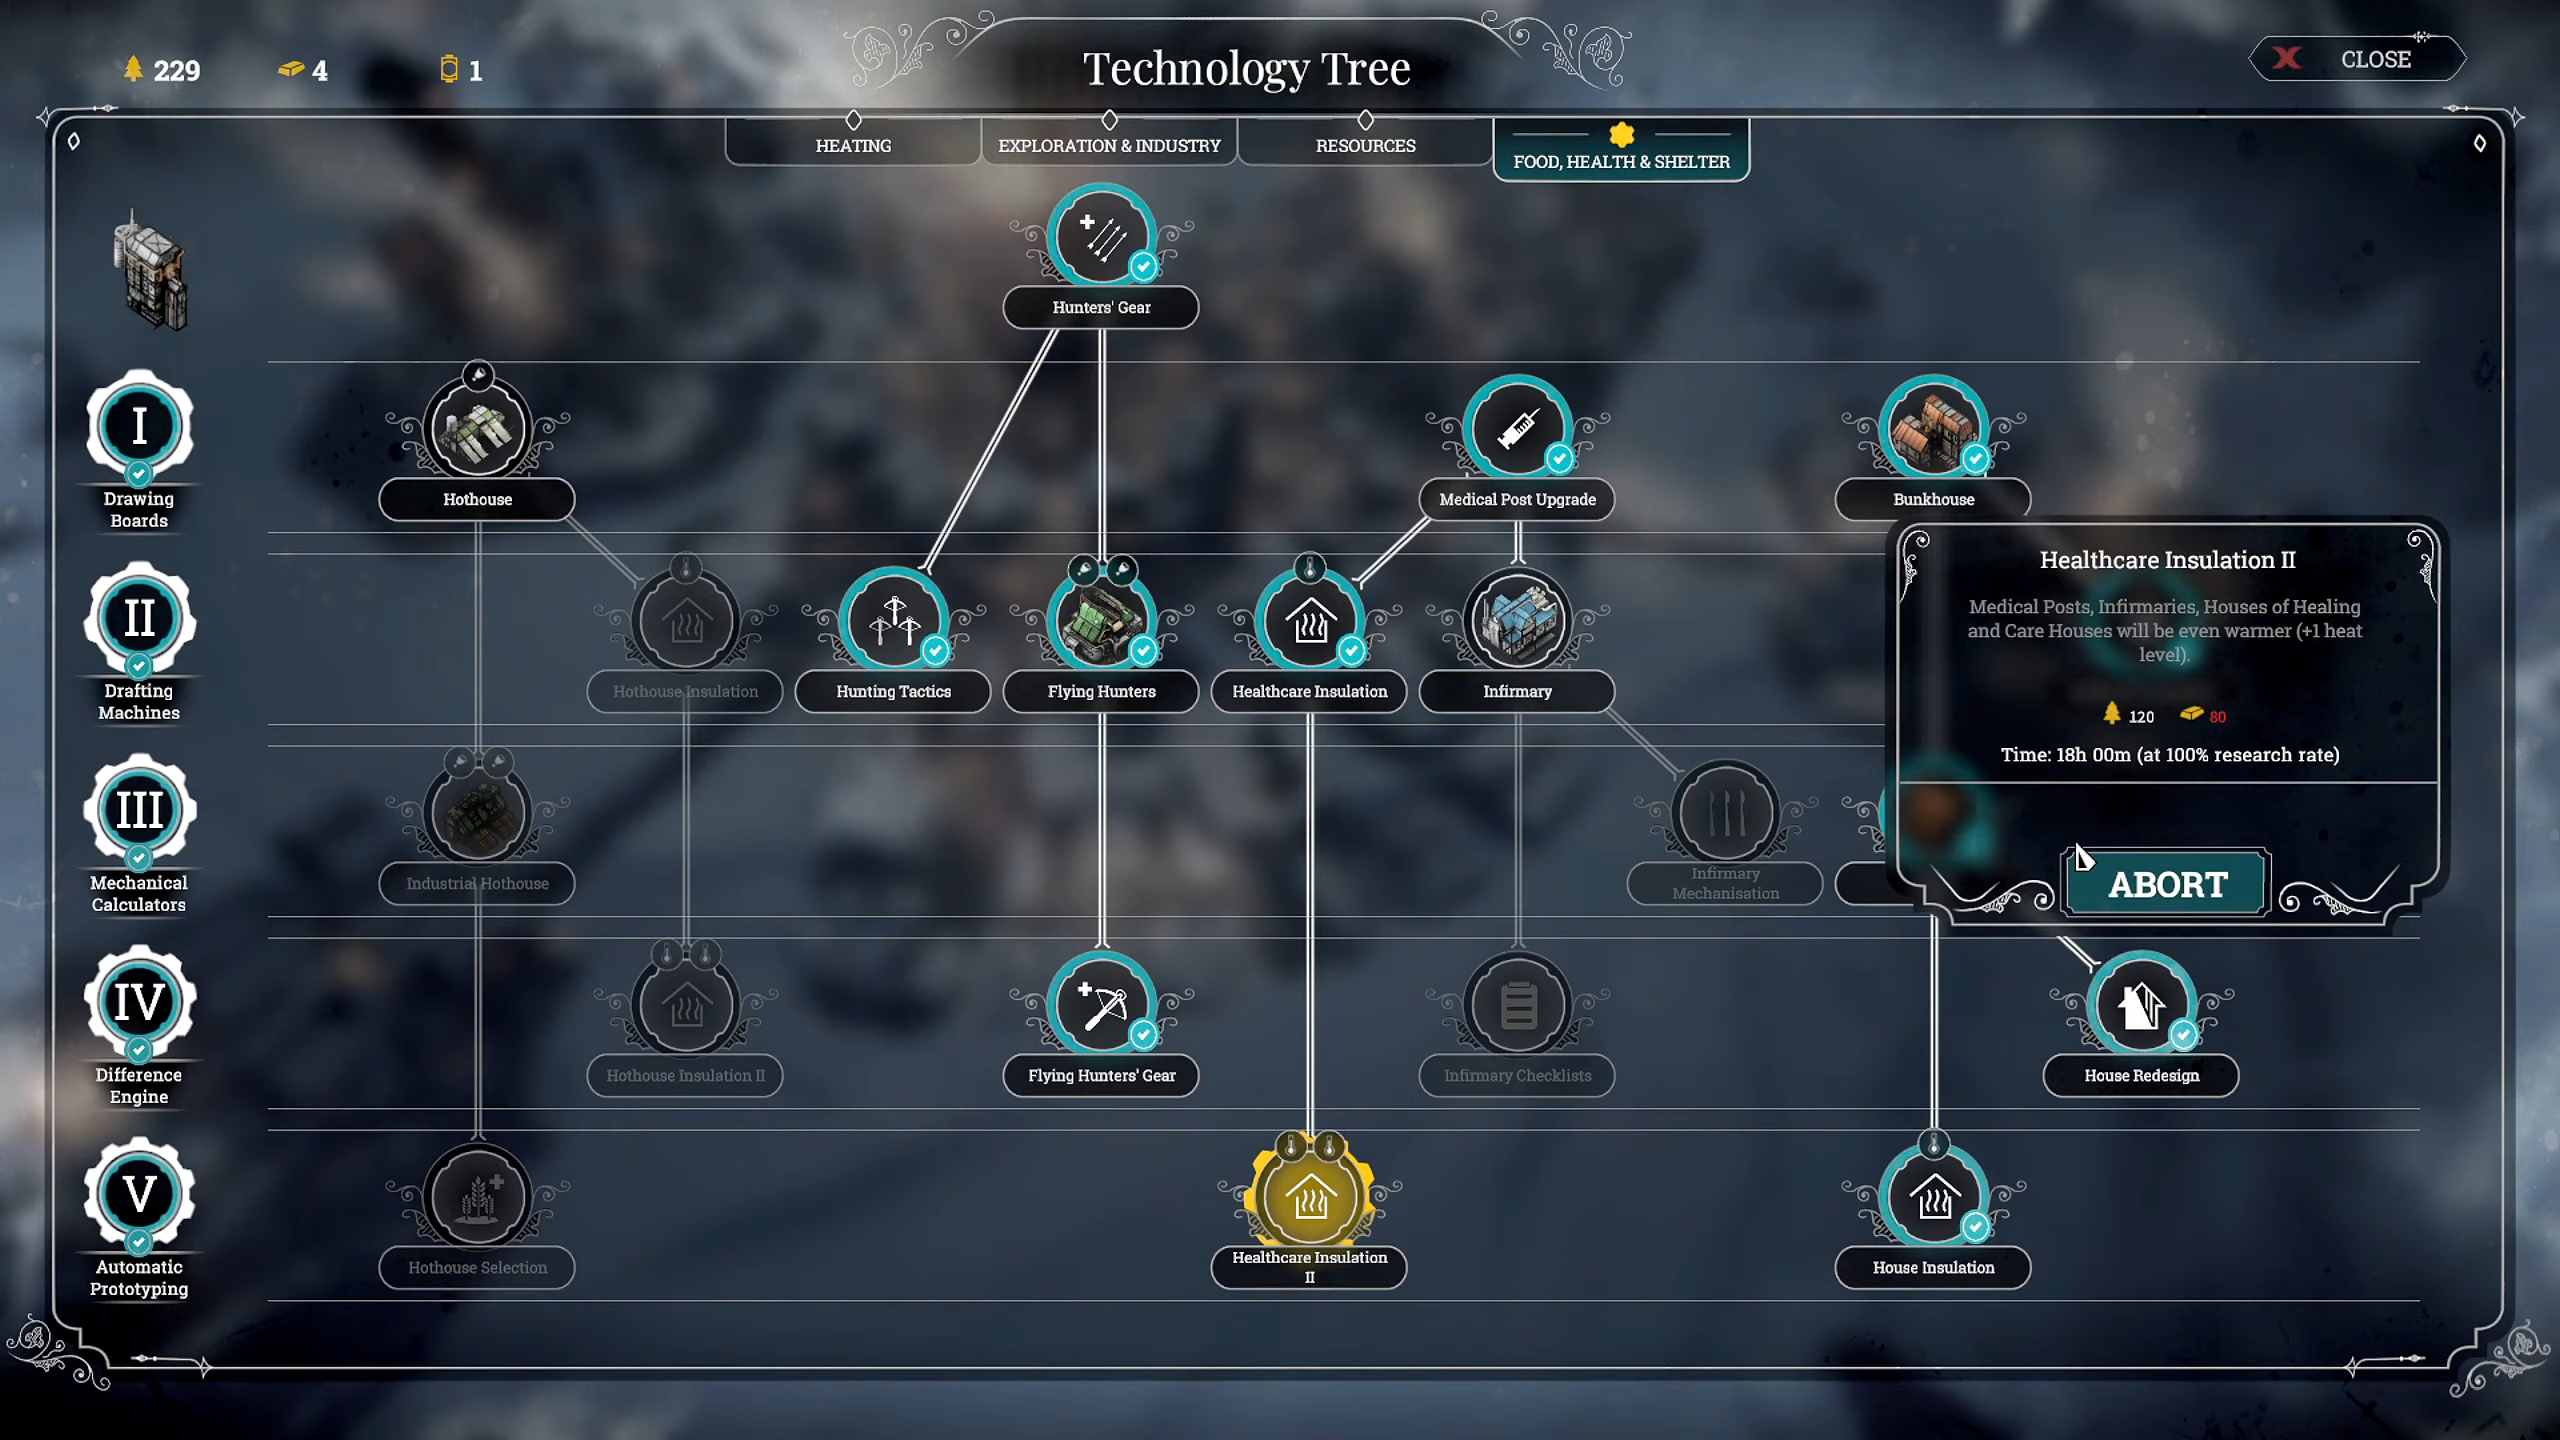 229
4
1
Technology Tree
CLOSE
HEATING
EXPLORATION & INDUSTRY
RESOURCES
FOOD, HEALTH & SHELTER
Hunters' Gear
I
Drawing
Boards
Hothouse
Medical Post Upgrade
Bunkhouse
II
Drafting
Machines
Hothouse Insulation
Hunting Tactics
Flying Hunters
Healthcare Insulation
Infirmary
Healthcare Insulation II
Medical Posts, Infirmaries, Houses of Healing
and Care Houses will be even warmer (+1 heat
level).
120
80
Time: 18h 00m (at 100% research rate)
ABORT
III
Mechanical
Calculators
Industrial Hothouse
Infirmary
Mechanisation
IV
Difference
Engine
Hothouse Insulation II
Flying Hunters' Gear
Infirmary Checklists
House Redesign
V
Automatic
Prototyping
Hothouse Selection
Healthcare Insulation
II
House Insulation